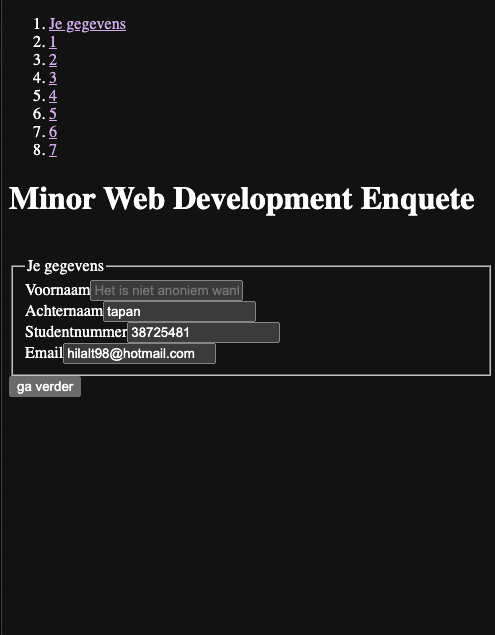 1. Je gegevens
2. 1
3. 2
4. 3
5. 4
6. 5
7. 6
8. 7
Minor Web Development Enquete
Je gegevens
Voornaam Het is niet anoniem want
Achternaam tapan
Studentnummer 38725481
Email hilalt98@hotmail.com
ga verder